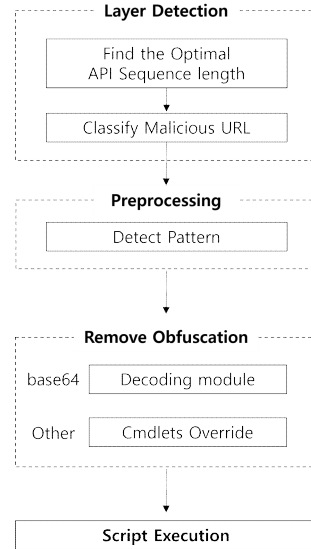 Layer Detection
Find the Optimal
API Sequence length
Classify Malicious URL
Preprocessing
Detect Pattern
Remove Obfuscation
base64
Decoding module
Other
Cmdlets Override
Script Execution